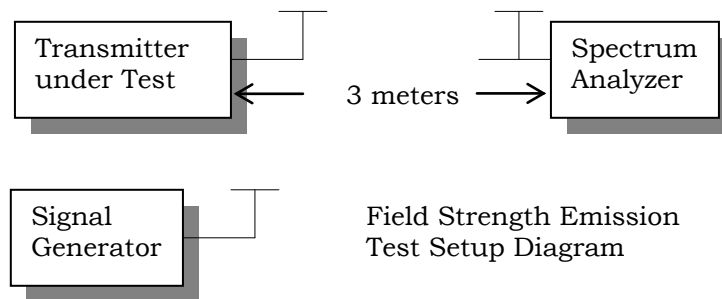 Transmitter
under Test
3 meters
Spectrum
Analyzer
Signal
Generator
Field Strength Emission
Test Setup Diagram